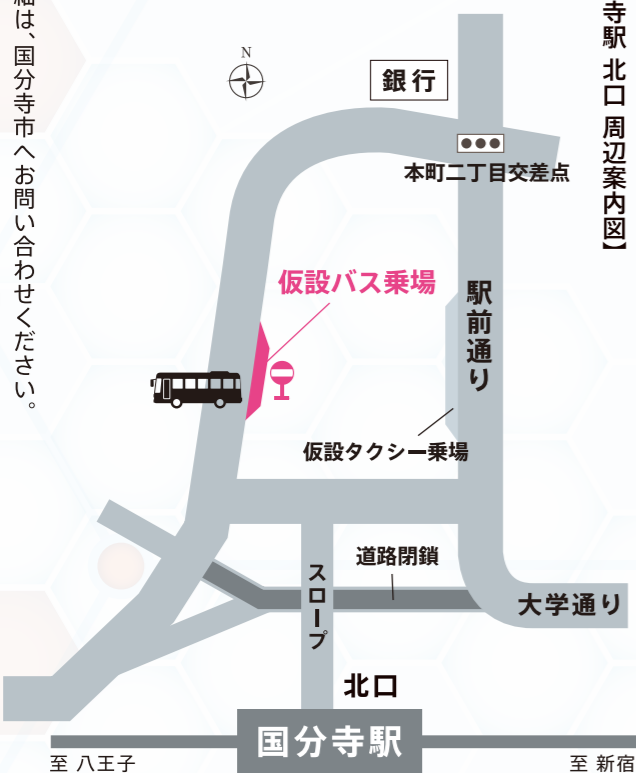 寺駅 北口 周辺案内図】
は、国分寺市へお問い合わせください。
N
銀行
本町二丁目交差点
仮設バス乗場
駅前通り
仮設タクシー乗場
道路閉鎖
スロープ
大学通り
北口
国分寺駅
至 八王子
至 新宿